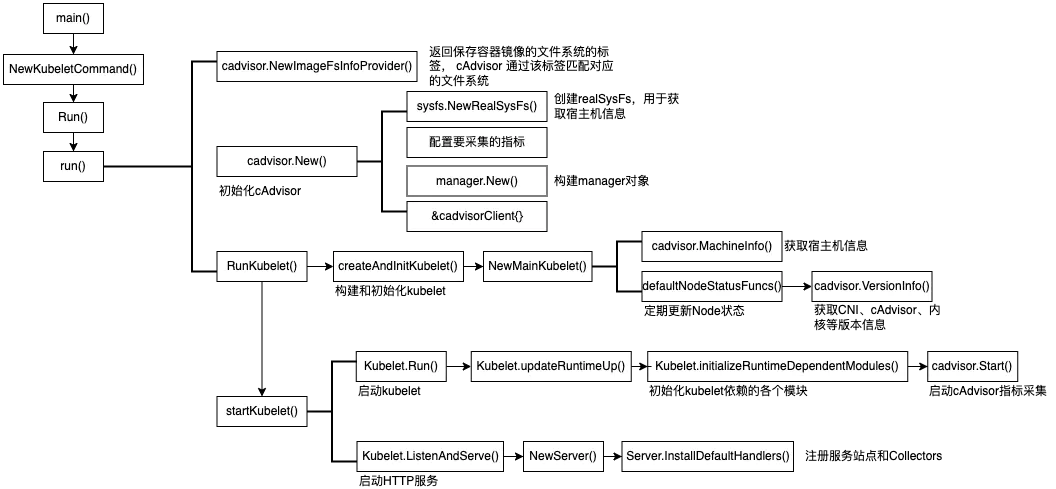 main()
NewKubeletCommand()
Run()
run()
cadvisor.NewImageFsInfoProvider()
返回保存容器镜像的文件系统的标
签， cAdvisor 通过该标签匹配对应
的文件系统
cadvisor.New()
初始化cAdvisor
sysfs.NewRealSysFs()
创建realSysFs，用于获
取宿主机信息
配置要采集的指标
manager.New()
构建manager对象
&cadvisorClient{}
RunKubelet()
createAndInitKubelet()
构建和初始化kubelet
NewMainKubelet()
cadvisor.MachineInfo()
获取宿主机信息
defaultNodeStatusFuncs()
定期更新Node状态
cadvisor.VersionInfo()
获取CNI、cAdvisor、内
核等版本信息
startKubelet()
Kubelet.Run()
启动kubelet
Kubelet.updateRuntimeUp()
Kubelet.initializeRuntimeDependentModules()
初始化kubelet依赖的各个模块
cadvisor.Start()
启动cAdvisor指标采集
Kubelet.ListenAndServe()
启动HTTP服务
NewServer()
Server.InstallDefaultHandlers()
注册服务站点和Collectors